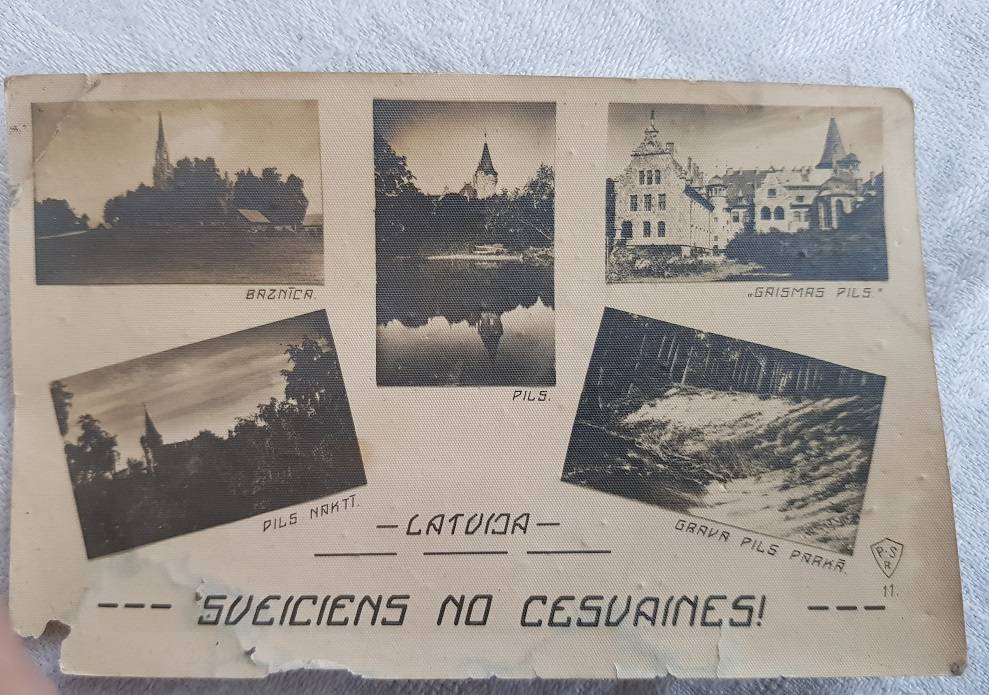 BAZNĪCA.
PILS.
„GAISMAS PILS."
PILS NAKTĪ.
GRAVA PILS PARKĀ.
—LATVIJA—
P·S
R
11.
--- SVEICIENS NO CESVAINES! ---